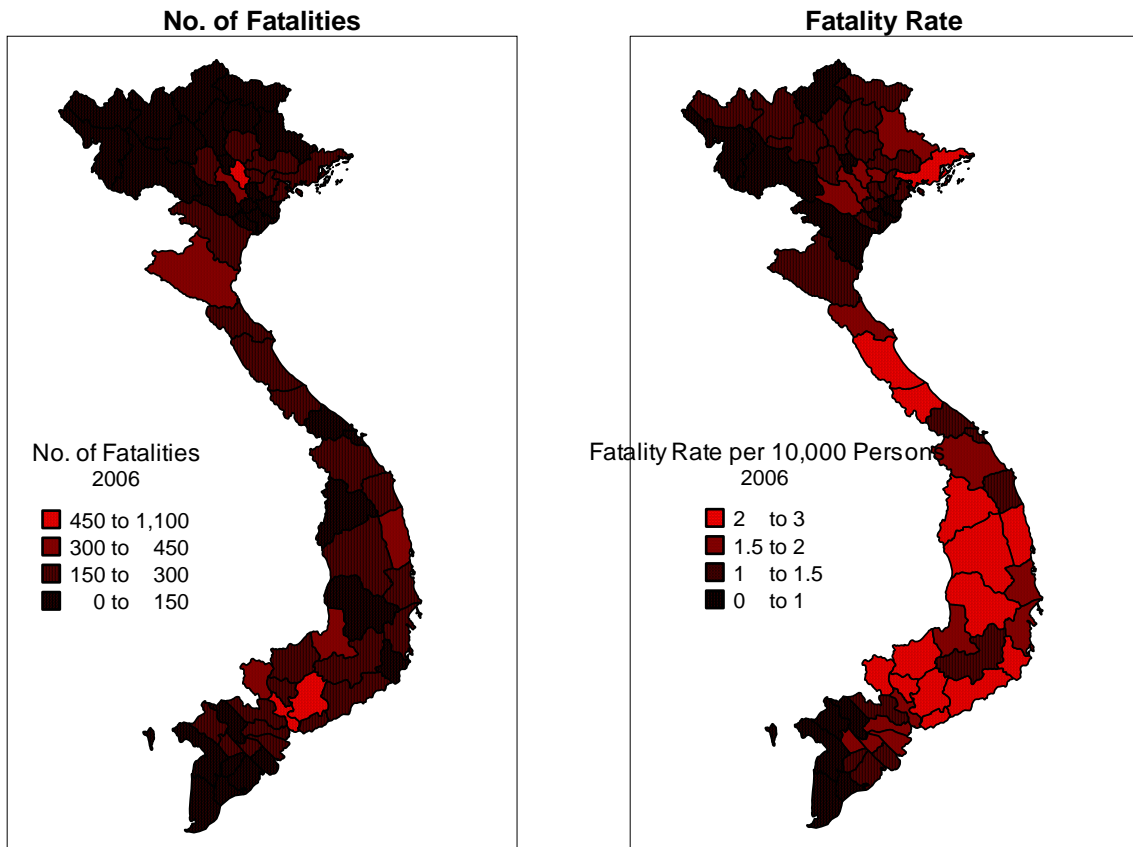 No. of Fatalities
No. of Fatalities
2006
450 to 1,100
300 to 450
150 to 300
0 to 150
Fatality Rate
Fatality Rate per 10,000 Persons
2006
2 to 3
1.5 to 2
1 to 1.5
0 to 1